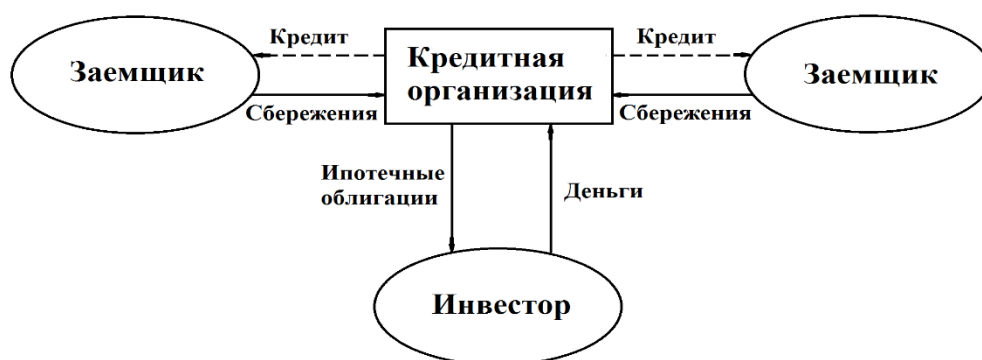 Кредит
Кредит
Заемщик
Кредитная
организация
Заемщик
Сбережения
Сбережения
Ипотечные
облигации
Деньги
Инвестор